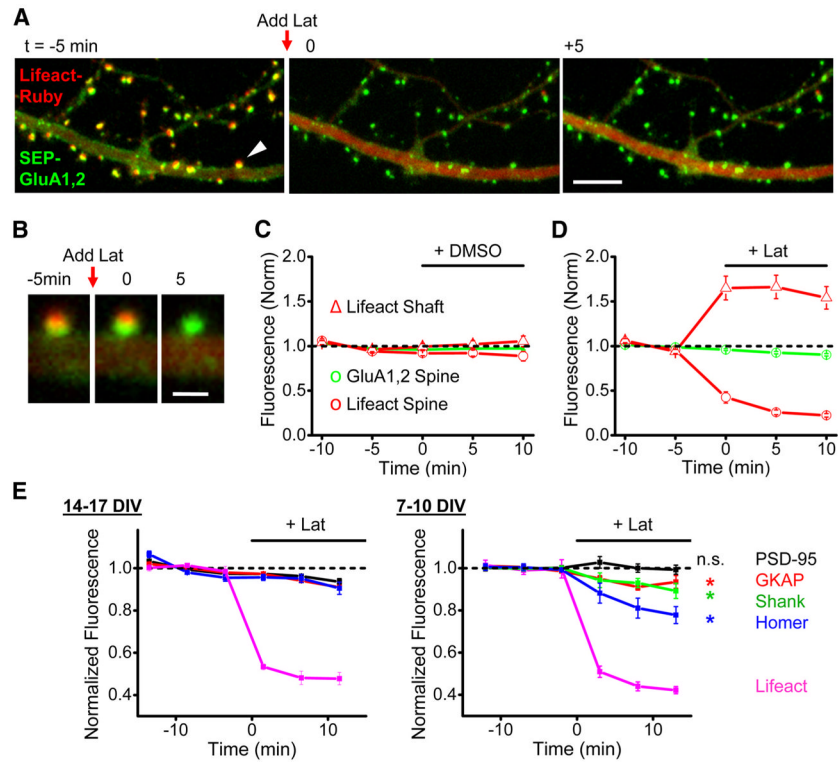 A
Add Lat
t = -5 min
0
+5
Lifeact-
Ruby
SEP-
GluA1,2
B
Add Lat
-5min
0
5
C
+ DMSO
Fluorescence (Norm)
2.0
1.5
1.0
0.5
0.0
Δ Lifeact Shaft
o GluA1,2 Spine
o Lifeact Spine
-10
-5
0
5
10
Time (min)
D
+ Lat
Fluorescence (Norm)
2.0
1.5
1.0
0.5
0.0
-10
-5
0
5
10
Time (min)
E
14-17 DIV
+ Lat
Normalized Fluorescence
1.0
0.8
0.6
0.4
-10
0
10
Time (min)
7-10 DIV
+ Lat
Normalized Fluorescence
1.0
0.8
0.6
0.4
-10
0
10
Time (min)
n.s. PSD-95
* GKAP
* Shank
* Homer
Lifeact